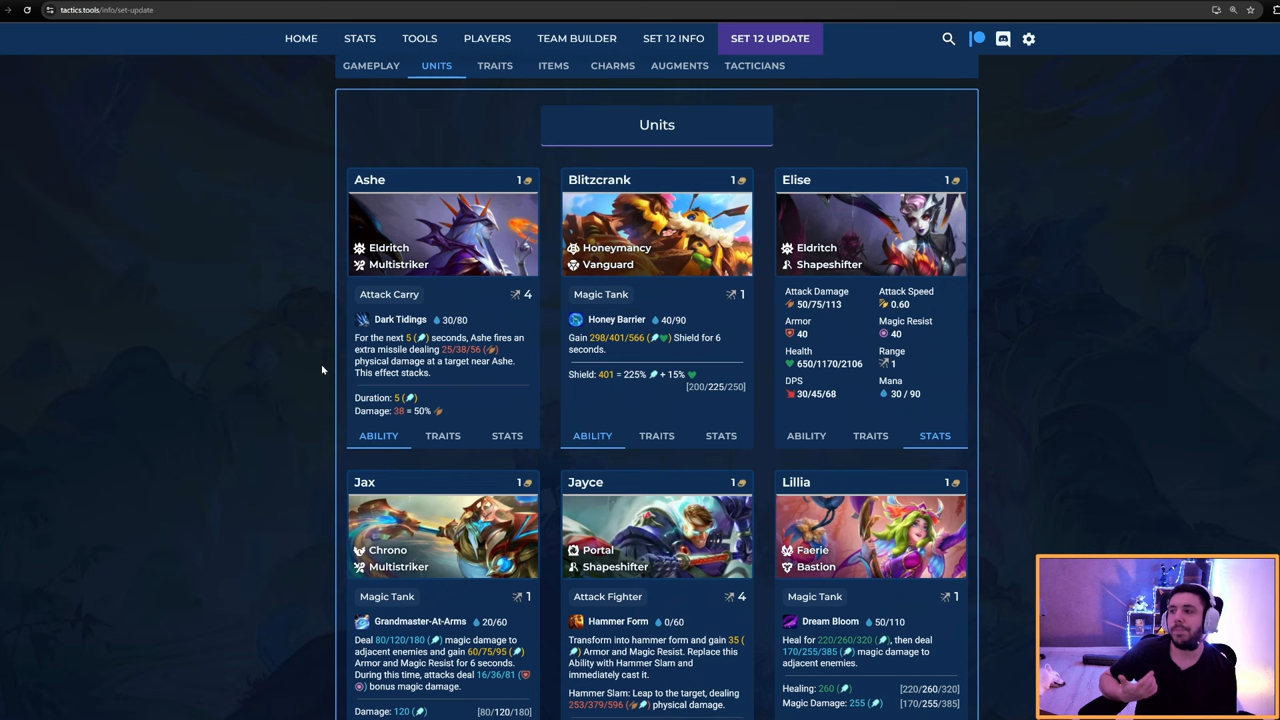 tactics.tools/info/set-update
HOME STATS TOOLS PLAYERS TEAM BUILDER SET 12 INFO SET 12 UPDATE
GAMEPLAY UNITS TRAITS ITEMS CHARMS AUGMENTS TACTICIANS
Units
Ashe 1
Eldritch
Multistriker
Attack Carry 4
Dark Tidings 30/80
For the next 5 ( ) seconds, Ashe fires an
extra missile dealing 25/38/56 ( )
physical damage at a target near Ashe.
This effect stacks.
Duration: 5 ( )
Damage: 38 = 50%
ABILITY TRAITS STATS
Blitzcrank 1
Honeymancy
Vanguard
Magic Tank 1
Honey Barrier 40/90
Gain 298/401/566 ( ) Shield for 6
seconds.
Shield: 401 = 225% + 15%
[200/225/250]
ABILITY TRAITS STATS
Elise 1
Eldritch
Shapeshifter
Attack Damage Attack Speed
50/75/113 0.60
Armor Magic Resist
40 40
Health Range
650/1170/2106 1
DPS Mana
30/45/68 30 / 90
ABILITY TRAITS STATS
Jax 1
Chrono
Multistriker
Magic Tank 1
Grandmaster-At-Arms 20/60
Deal 80/120/180 ( ) magic damage to
adjacent enemies and gain 60/75/95 ( )
Armor and Magic Resist for 6 seconds.
During this time, attacks deal 16/36/81 (
) bonus magic damage.
Damage: 120 ( ) [80/120/180]
Jayce 1
Portal
Shapeshifter
Attack Fighter 4
Hammer Form 0/60
Transform into hammer form and gain 35 (
) Armor and Magic Resist. Replace this
Ability with Hammer Slam and
immediately cast it.
Hammer Slam: Leap to the target, dealing
253/379/596 ( ) physical damage.
Lillia 1
Faerie
Bastion
Magic Tank 1
Dream Bloom 50/110
Heal for 220/260/320 ( ), then deal
170/255/385 ( ) magic damage to
adjacent enemies.
Healing: 260 ( ) [220/260/320]
Magic Damage: 255 ( ) [170/255/385]